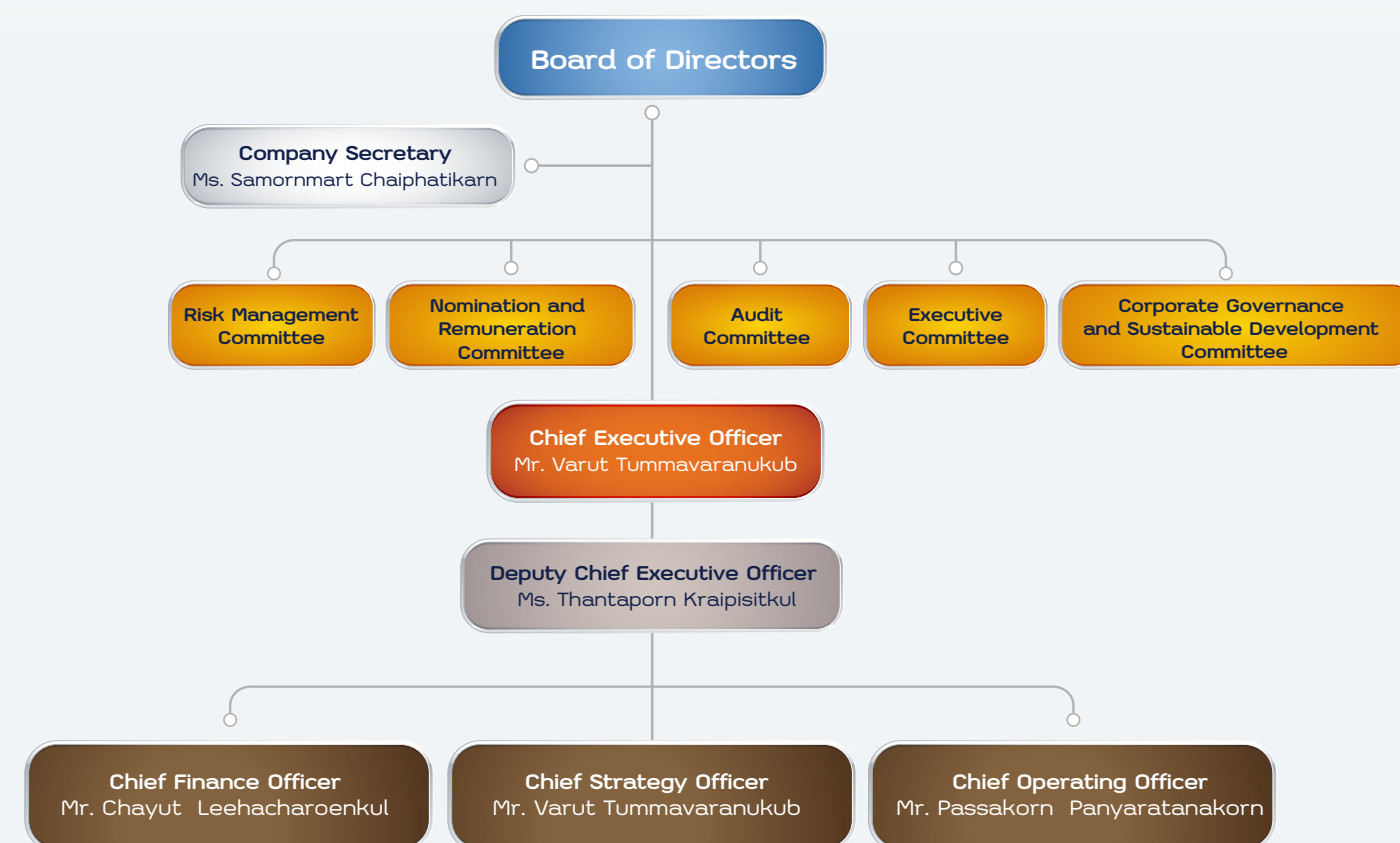 Board of Directors
Company Secretary
Ms. Samornmart Chaiphatikarn
Risk Management
Committee
Nomination and
Remuneration
Committee
Audit
Committee
Executive
Committee
Corporate Governance
and Sustainable Development
Committee
Chief Executive Officer
Mr. Varut Tummavaranukub
Deputy Chief Executive Officer
Ms. Thantaporn Kraipisitkul
Chief Finance Officer
Mr. Chayut Leehacharoenkul
Chief Strategy Officer
Mr. Varut Tummavaranukub
Chief Operating Officer
Mr. Passakorn Panyaratanakorn